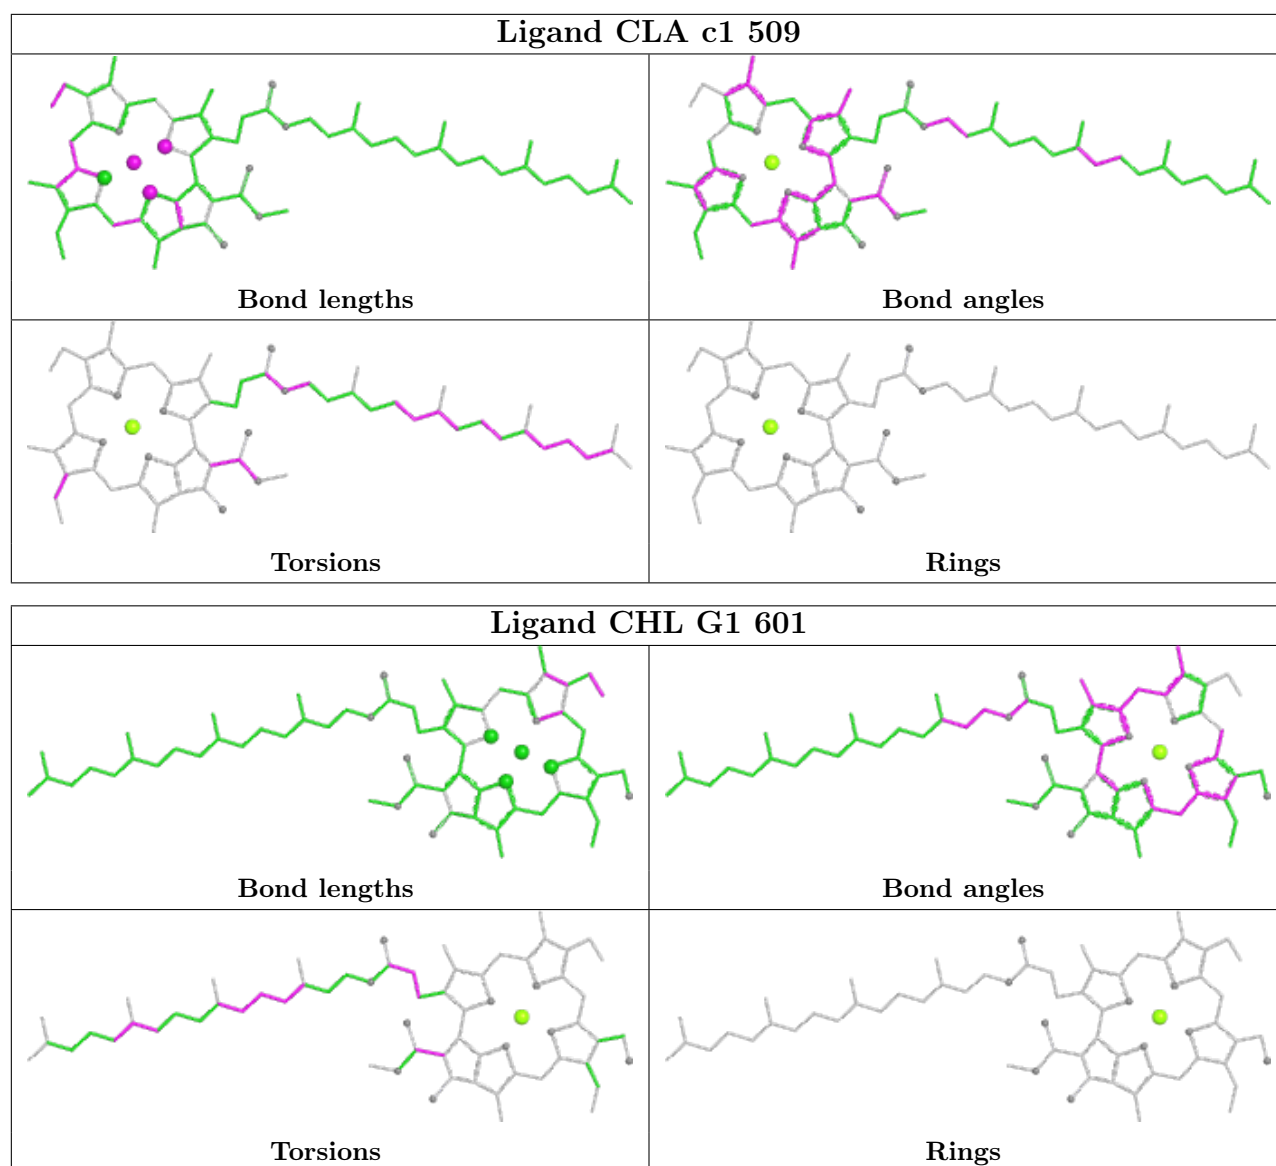 Ligand CLA c1 509
Bond lengths
Bond angles
Torsions
Rings
Ligand CHL G1 601
Bond lengths
Bond angles
Torsions
Rings